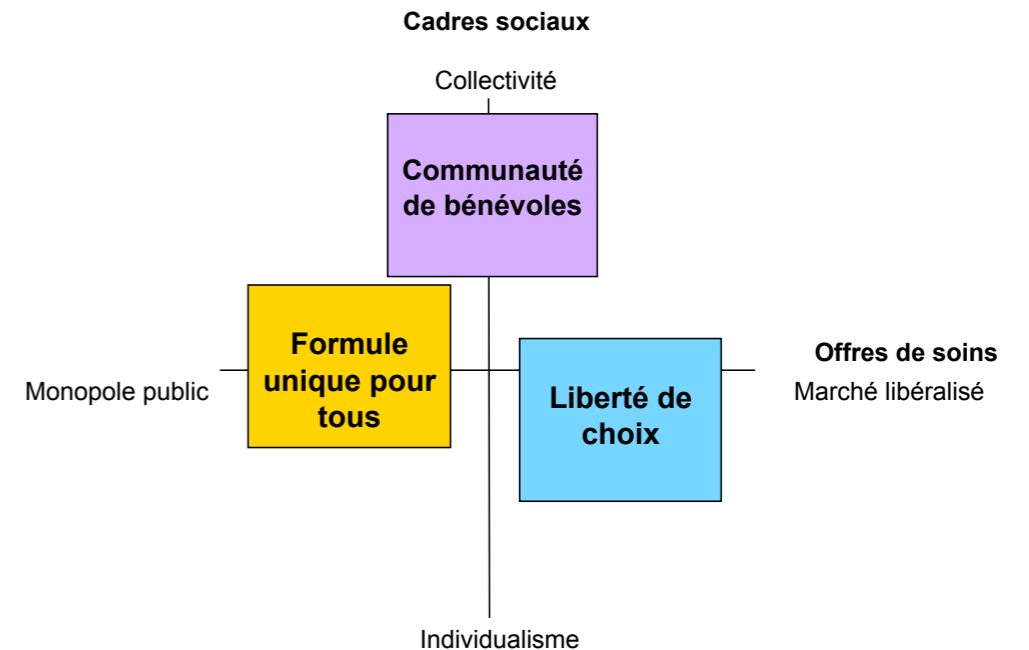 Cadres sociaux
Collectivité
Communauté
de bénévoles
Formule
unique pour
tous
Offres de soins
Monopole public
Marché libéralisé
Liberté de
choix
Individualisme